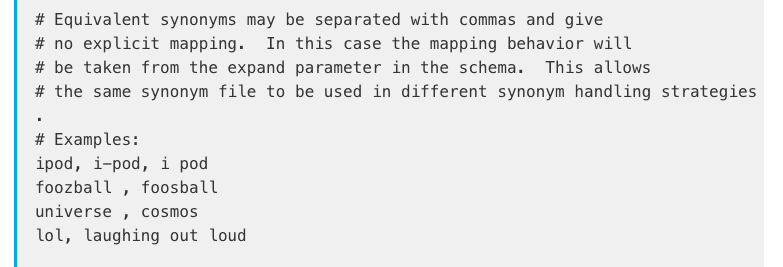 # Equivalent synonyms may be separated with commas and give
# no explicit mapping.  In this case the mapping behavior will
# be taken from the expand parameter in the schema.  This allows
# the same synonym file to be used in different synonym handling strategies
.
# Examples:
ipod, i-pod, i pod
foozball , foosball
universe , cosmos
lol, laughing out loud